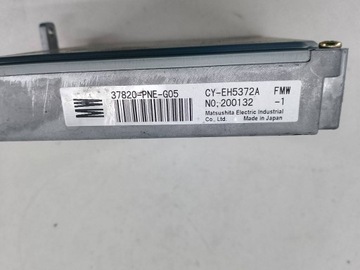 MW 37820-PNE-G05 CY-EH5372A FMW
NO;200132 -1
Matsushita Electric Industrial
Co., Ltd. Made in Japan